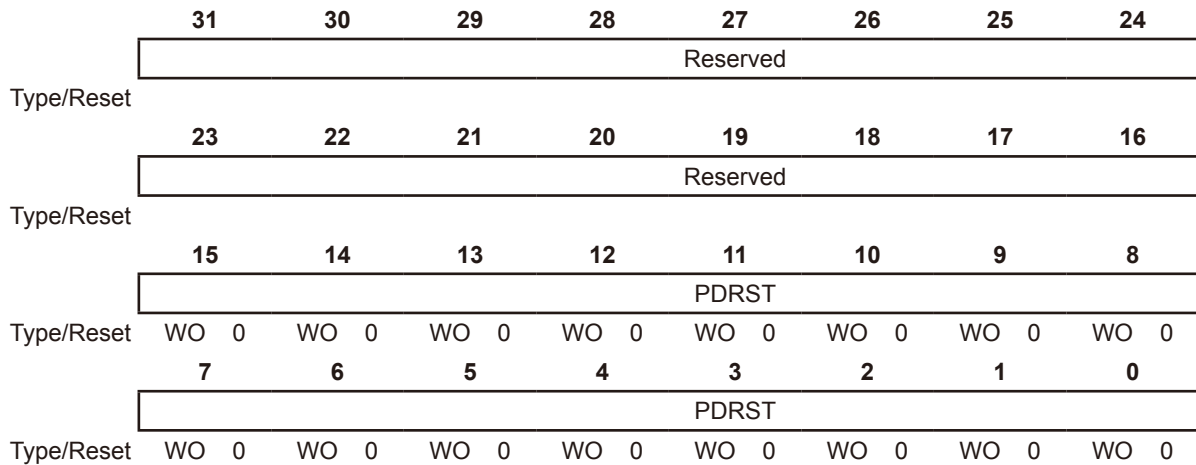 31 30 29 28 27 26 25 24
Reserved
Type/Reset
23 22 21 20 19 18 17 16
Reserved
Type/Reset
15 14 13 12 11 10 9 8
PDRST
Type/Reset WO 0 WO 0 WO 0 WO 0 WO 0 WO 0 WO 0 WO 0
7 6 5 4 3 2 1 0
PDRST
Type/Reset WO 0 WO 0 WO 0 WO 0 WO 0 WO 0 WO 0 WO 0